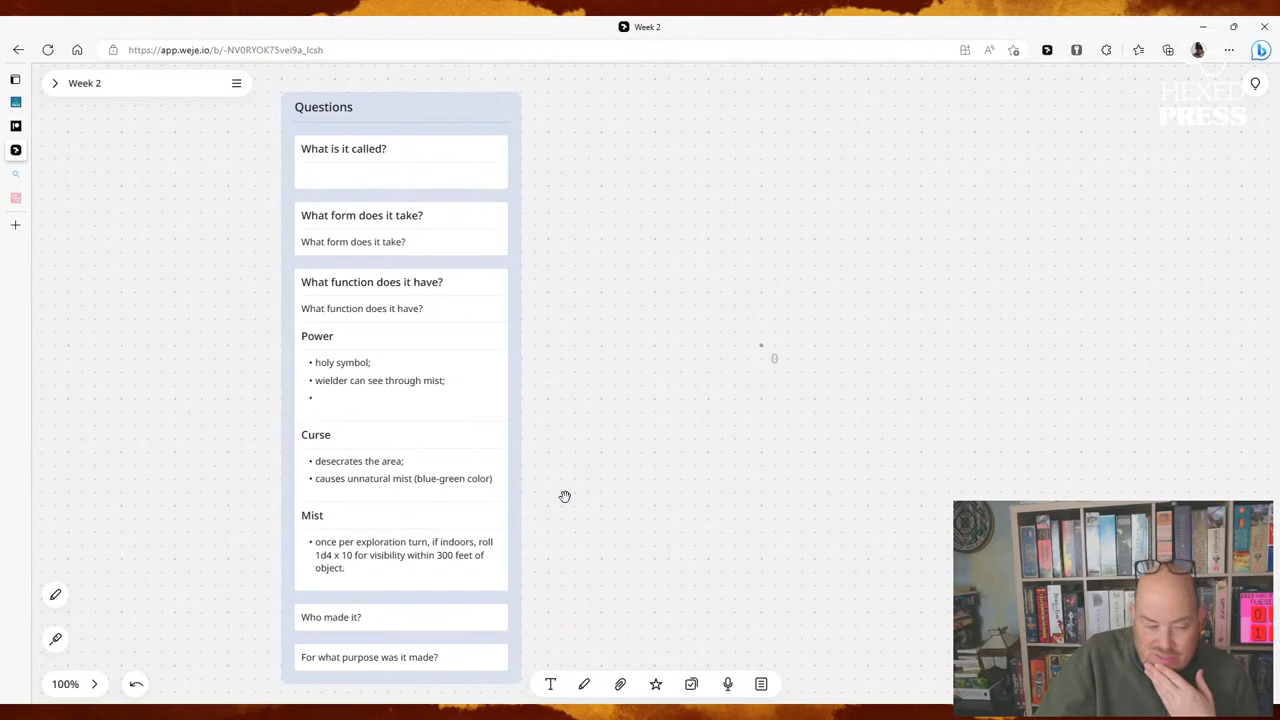 Week 2
https://app.weje.io/b/-NV0RYOK75vei9a_lcsh
Week 2
HEXED
PRESS
Questions
What is it called?
What form does it take?
What form does it take?
What function does it have?
What function does it have?
Power
• holy symbol;
• wielder can see through mist;
•
0
Curse
• desecrates the area;
• causes unnatural mist (blue-green color)
Mist
• once per exploration turn, if indoors, roll
1d4 x 10 for visibility within 300 feet of
object.
Who made it?
For what purpose was it made?
100%
T